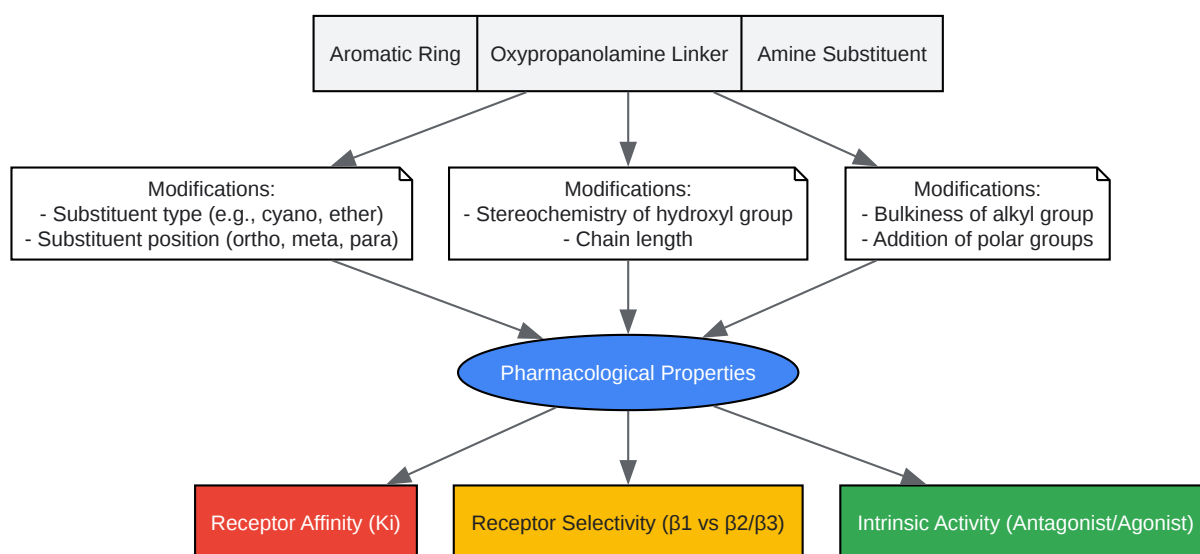 Aromatic Ring
Oxypropanolamine Linker
Amine Substituent
Modifications:
- Substituent type (e.g., cyano, ether)
- Substituent position (ortho, meta, para)
Modifications:
- Stereochemistry of hydroxyl group
- Chain length
Modifications:
- Bulkiness of alkyl group
- Addition of polar groups
Pharmacological Properties
Receptor Affinity (Ki)
Receptor Selectivity (β1 vs β2/β3)
Intrinsic Activity (Antagonist/Agonist)